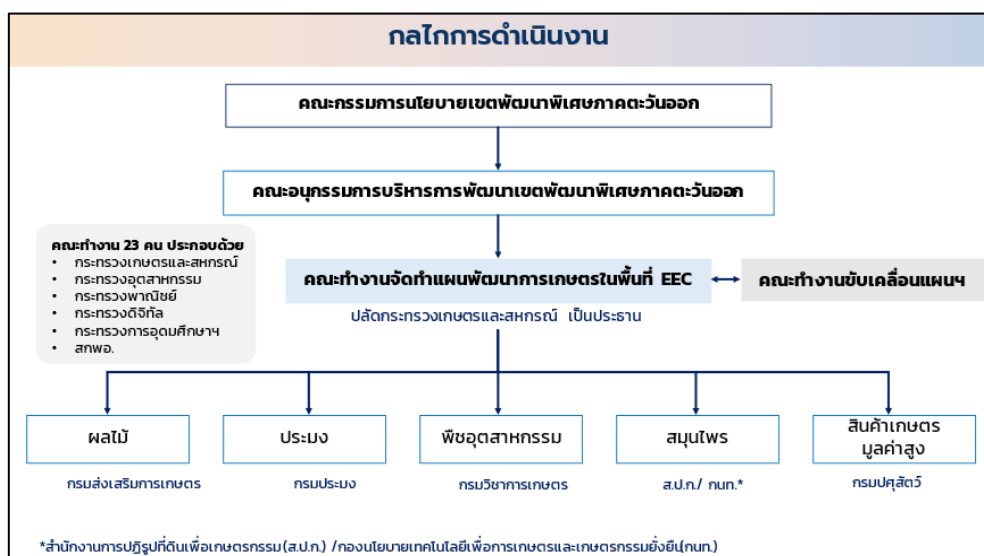 กลไกการดำเนินงาน
คณะกรรมการนโยบายเขตพัฒนาพิเศษภาคตะวันออก
คณะอนุกรรมการบริหารการพัฒนาเขตพัฒนาพิเศษภาคตะวันออก
คณะทำงาน 23 คน ประกอบด้วย
• กระทรวงเกษตรและสหกรณ์
• กระทรวงอุตสาหกรรม
• กระทรวงพาณิชย์
• กระทรวงดิจิทัล
• กระทรวงการอุดมศึกษาฯ
• สกพอ.
คณะทำงานจัดทำแผนพัฒนาการเกษตรในพื้นที่ EEC
คณะทำงานขับเคลื่อนแผนฯ
ปลัดกระทรวงเกษตรและสหกรณ์ เป็นประธาน
ผลไม้
ประมง
พืชอุตสาหกรรม
สมุนไพร
สินค้าเกษตร
มูลค่าสูง
กรมส่งเสริมการเกษตร
กรมประมง
กรมวิชาการเกษตร
ส.ป.ก./ กนท.*
กรมปศุสัตว์
*สำนักงานการปฎิรูปที่ดินเพื่อเกษตรกรรม(ส.ป.ก.) /กองนโยบายเทคโนโลยีเพื่อการเกษตรและเกษตรกรรมยั่งยืน(กนท.)